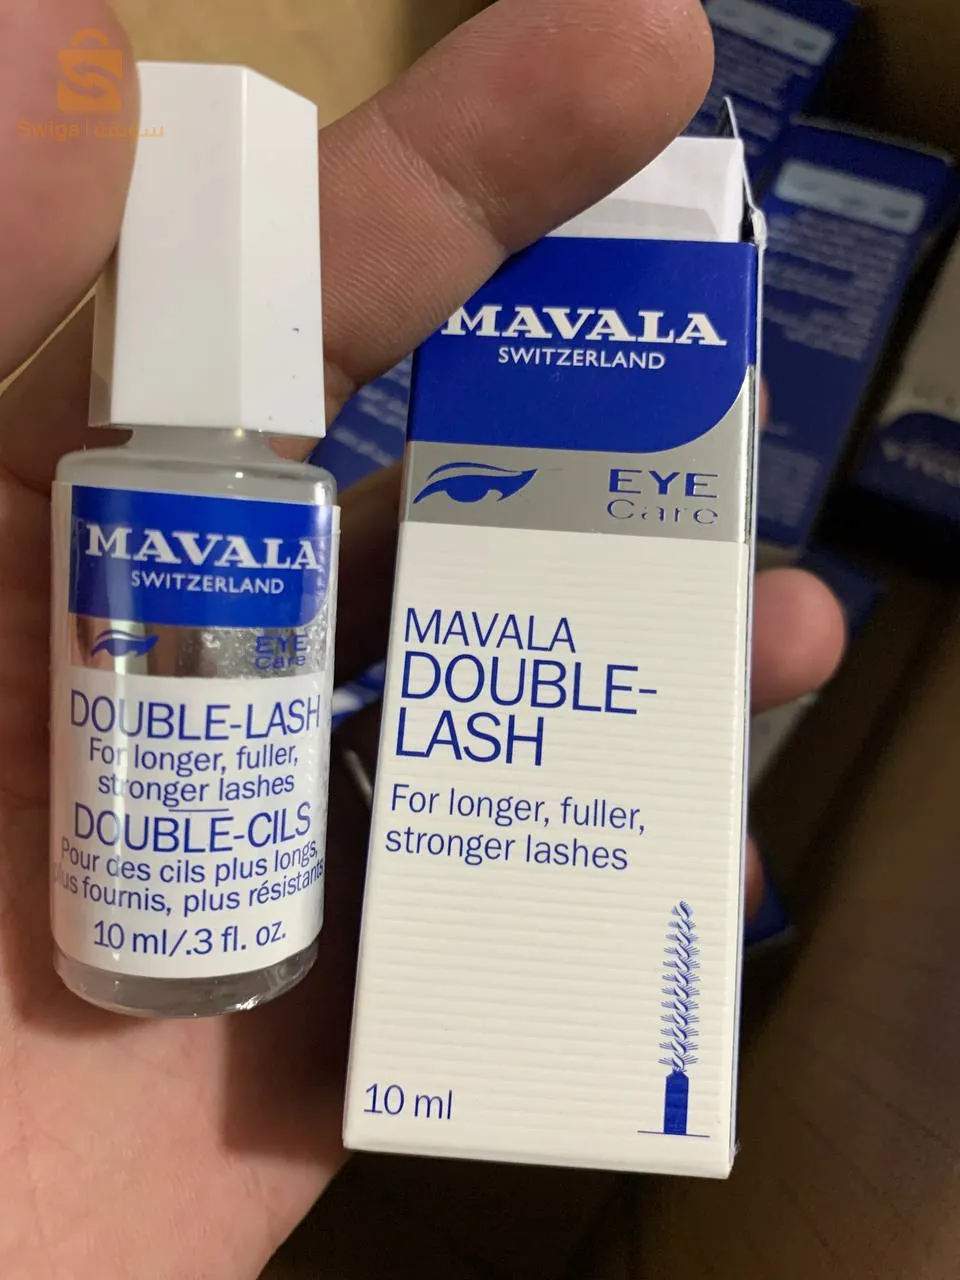 Swiga | سويقة
MAVALA
SWITZERLAND
EYE
Care
DOUBLE-LASH
For longer, fuller,
stronger lashes
DOUBLE-CILS
Pour des cils plus longs,
plus fournis, plus résistants
10 ml/.3 fl. oz.
MAVALA
SWITZERLAND
EYE
Care
MAVALA
DOUBLE-
LASH
For longer, fuller,
stronger lashes
10 ml